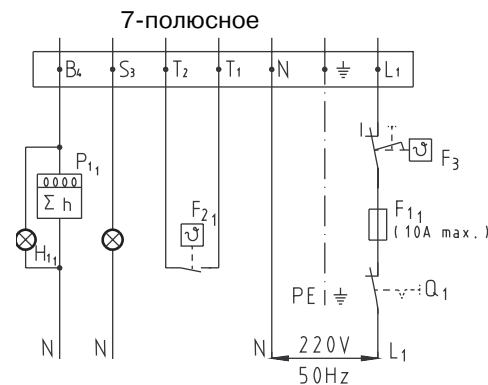 7-полюсное
B4 S3 T2 T1 N L1
P11
0000
Σ h
H11
F21
ϑ
ϑ F3
F11
(10A max.)
PE
Q1
N N N 220V L1
50Hz